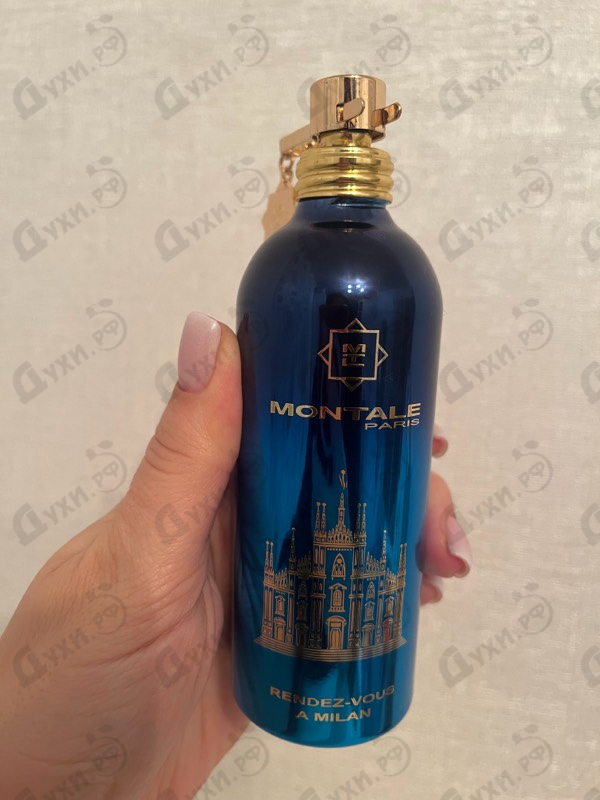 MONTALE
PARIS
RENDEZ-VOUS
A MILAN
Духи.РФ